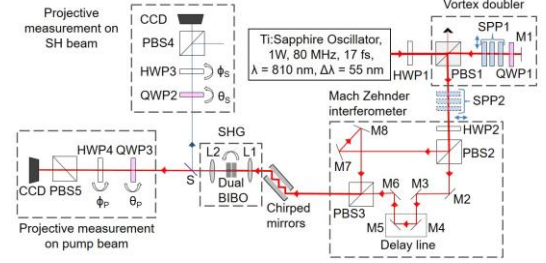 Projective
measurement on
SH beam
CCD
PBS4
HWP3
ϕS
QWP2
θS
Ti:Sapphire Oscillator,
1W, 80 MHz, 17 fs,
λ = 810 nm, Δλ = 55 nm
HWP1
Vortex doubler
SPP1
M1
PBS1
QWP1
SPP2
Mach Zehnder
interferometer
HWP2
M8
M7
PBS2
SHG
L2
L1
Dual
BIBO
S
HWP4
QWP3
CCD
PBS5
ϕP
θP
Projective measurement
on pump beam
Chirped
mirrors
PBS3
M6
M3
M2
M5
M4
Delay line